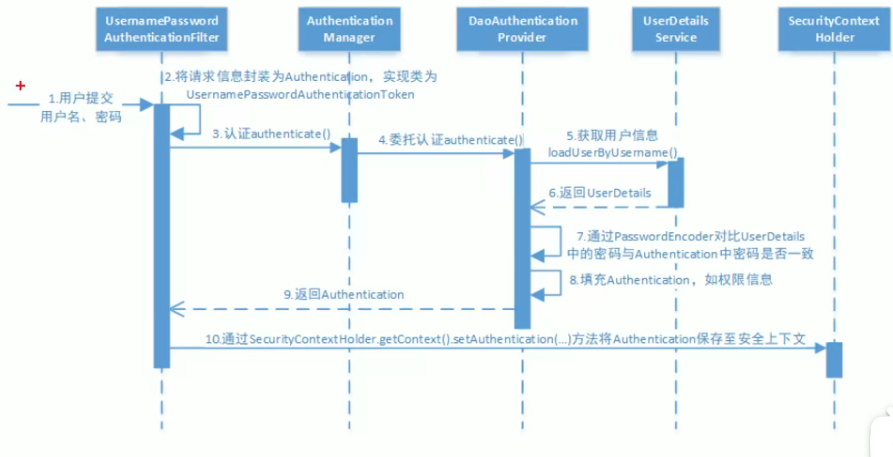 UsernamePassword
AuthenticationFilter
Authentication
Manager
DaoAuthentication
Provider
UserDetails
Service
SecurityContext
Holder
1.用户提交
用户名、密码
2.将请求信息封装为Authentication，实现类为
UsernamePasswordAuthenticationToken
3.认证authenticate()
4.委托认证authenticate()
5.获取用户信息
loadUserByUsername()
6.返回UserDetails
7.通过PasswordEncoder对比UserDetails
中的密码与Authentication中密码是否一致
8.填充Authentication，如权限信息
9.返回Authentication
10.通过SecurityContextHolder.getContext().setAuthentication(...)方法将Authentication保存至安全上下文